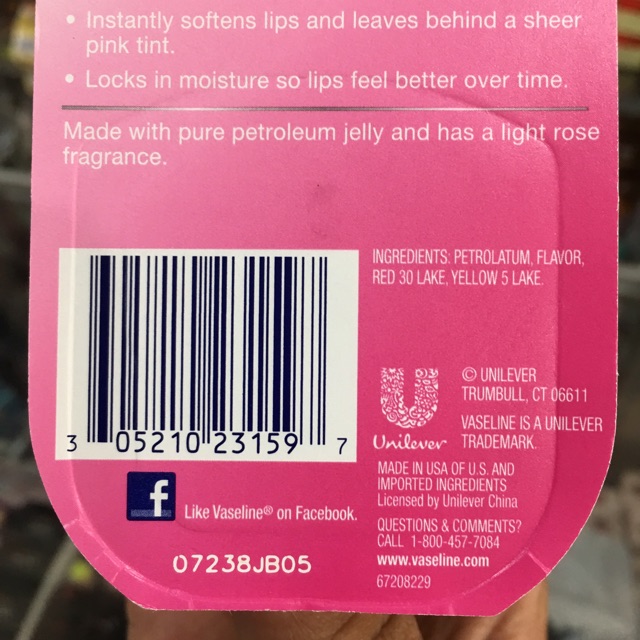 • Instantly softens lips and leaves behind a sheer
pink tint.
• Locks in moisture so lips feel better over time.
Made with pure petroleum jelly and has a light rose
fragrance.
INGREDIENTS: PETROLATUM, FLAVOR,
RED 30 LAKE, YELLOW 5 LAKE.
3 05210 23159 7
Unilever
© UNILEVER
TRUMBULL, CT 06611
VASELINE IS A UNILEVER
TRADEMARK.
MADE IN USA OF U.S. AND
IMPORTED INGREDIENTS
Licensed by Unilever China
f
Like Vaseline® on Facebook.
QUESTIONS & COMMENTS?
CALL 1-800-457-7084
www.vaseline.com
67208229
07238JB05